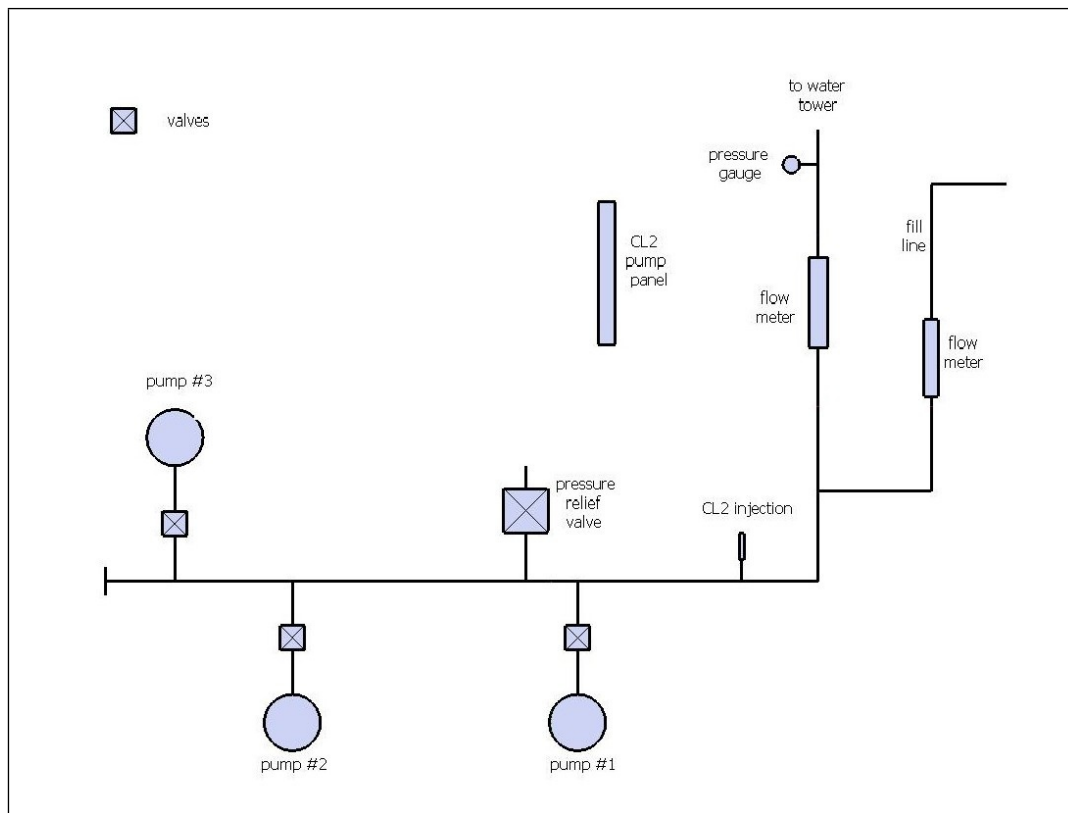 to water
tower
valves
pressure
gauge
fill
line
CL2
pump
panel
flow
meter
flow
meter
pump #3
pressure
relief
valve
CL2 injection
pump #2
pump #1